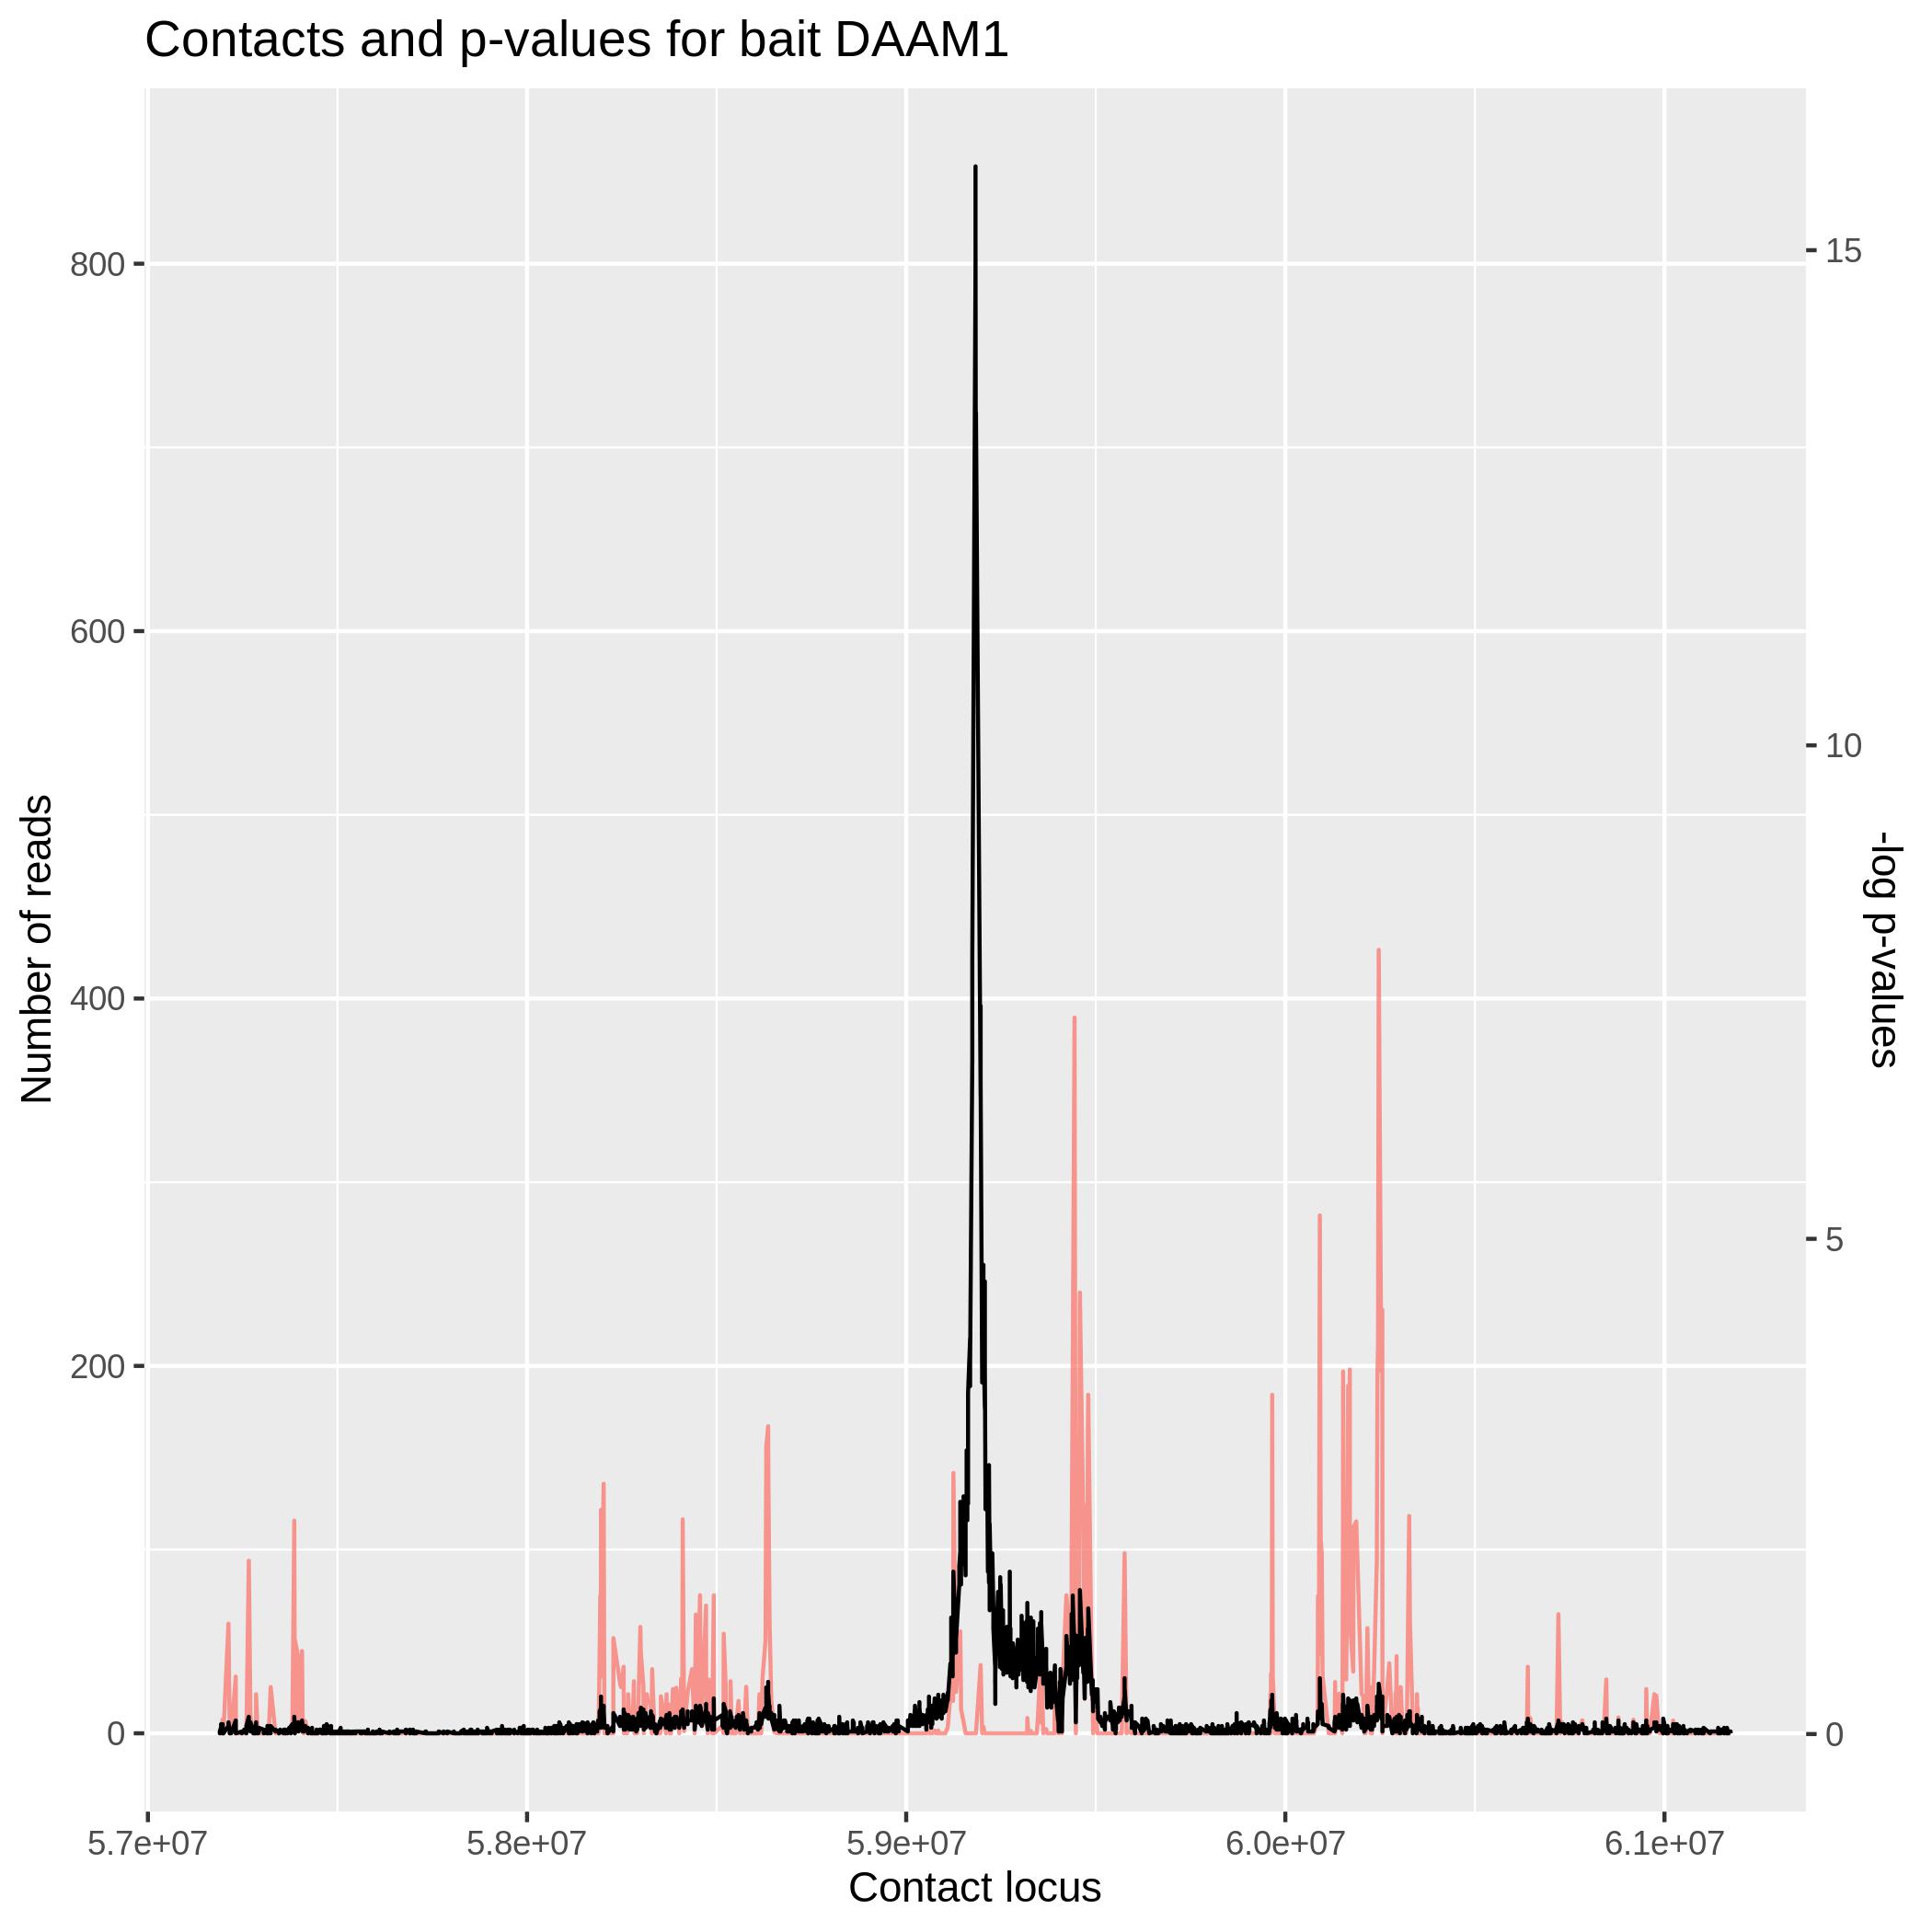 Contacts and p-values for bait DAAM1
Number of reads
800
600
400
200
0
15
10
5
0
-log p-values
5.7e+07
5.8e+07
5.9e+07
6.0e+07
6.1e+07
Contact locus